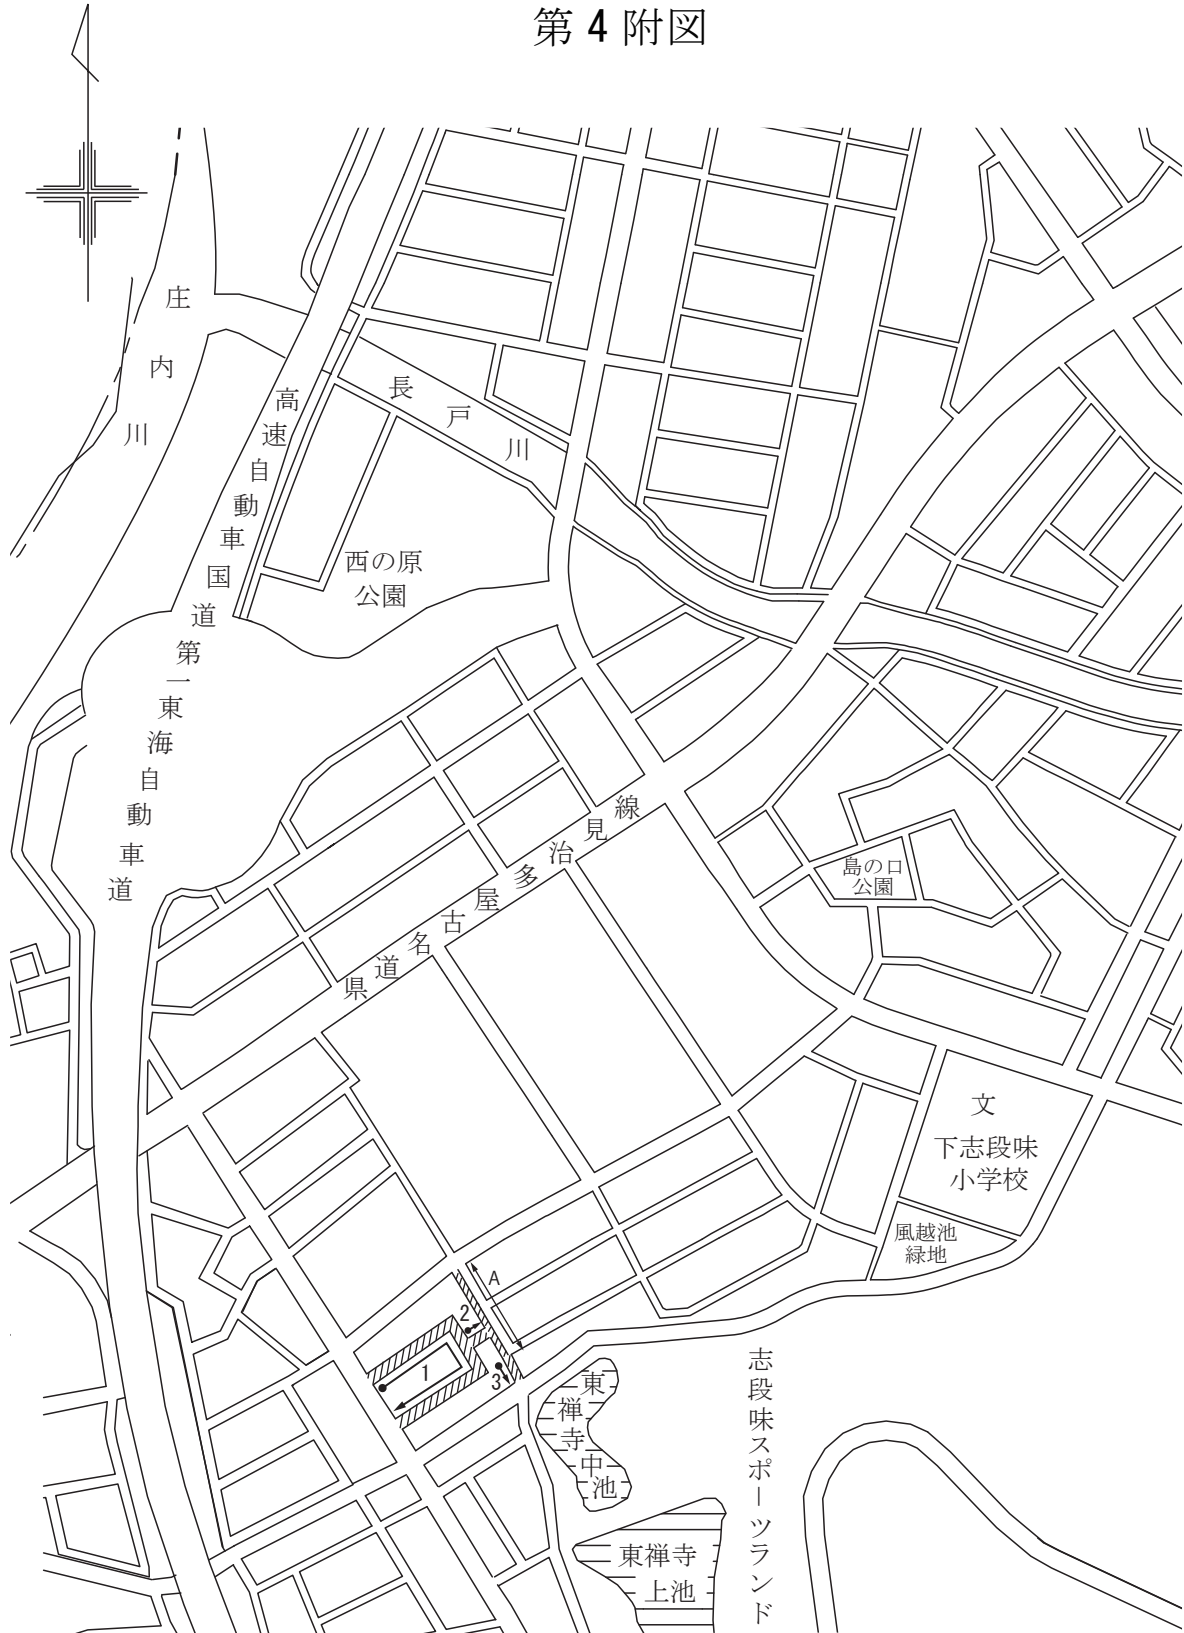 第4附図
庄内川
長戸川
高速自動車国道第一東海自動車道
西の原
公園
県道名古屋多治見線
島の口
公園
文
下志段味
小学校
風越池
緑地
A
2
1
3
東禅寺中池
志段味スポーツランド
東禅寺
上池